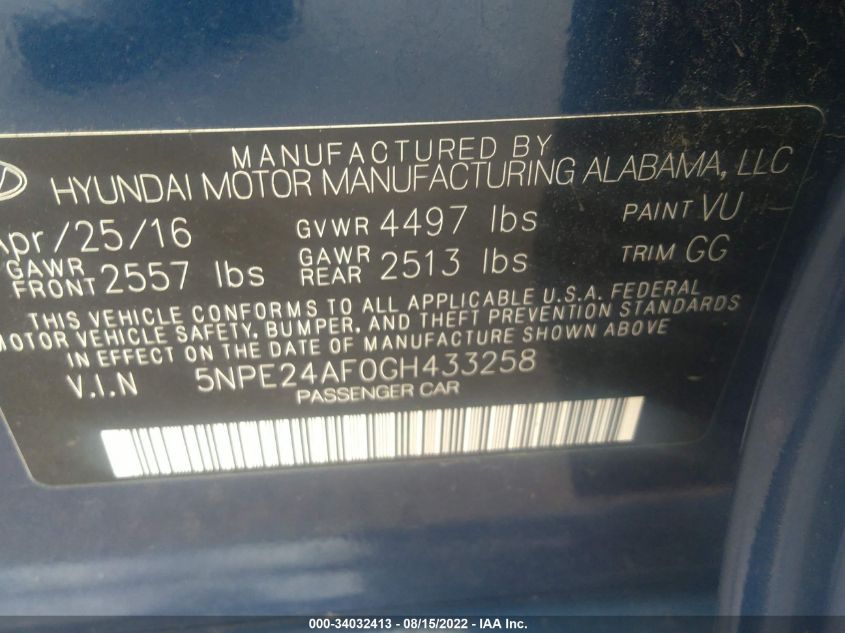 MANUFACTURED BY
HYUNDAI MOTOR MANUFACTURING ALABAMA, LLC
Apr/25/16 GVWR 4497 lbs PAINT VU
GAWR FRONT 2557 lbs GAWR REAR 2513 lbs TRIM GG
THIS VEHICLE CONFORMS TO ALL APPLICABLE U.S.A. FEDERAL
MOTOR VEHICLE SAFETY, BUMPER, AND THEFT PREVENTION STANDARDS
IN EFFECT ON THE DATE OF MANUFACTURE SHOWN ABOVE
V.I.N 5NPE24AF0GH433258
PASSENGER CAR
000-34032413 - 08/15/2022 - IAA Inc.